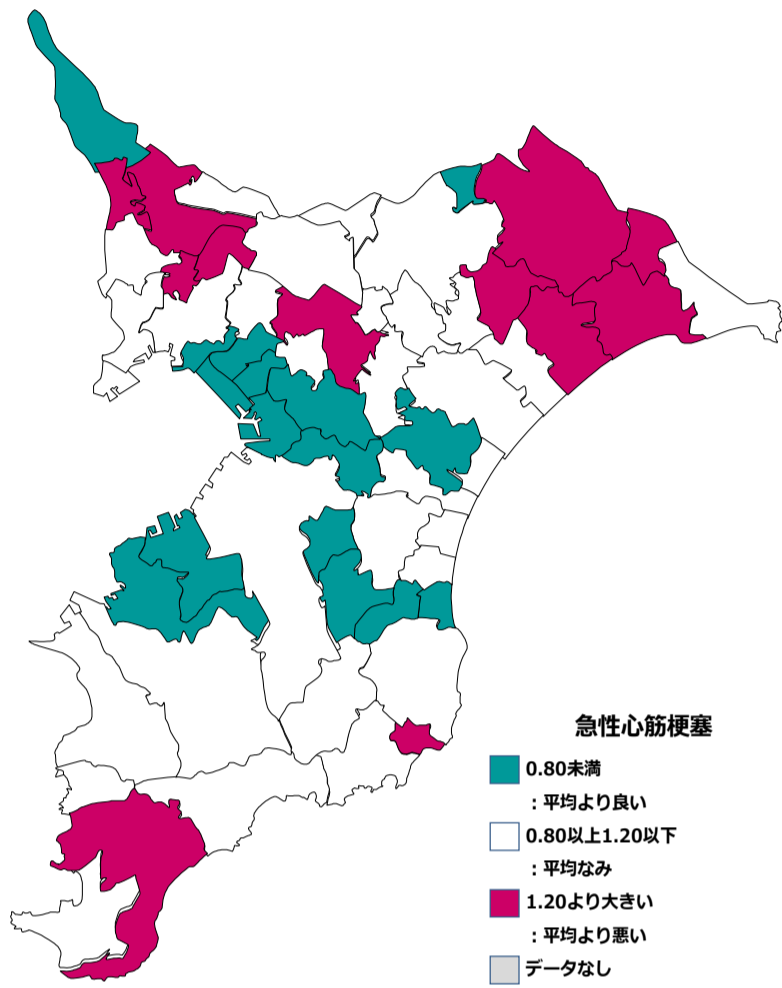 急性心筋梗塞
0.80未満
：平均より良い
0.80以上1.20以下
：平均なみ
1.20より大きい
：平均より悪い
データなし